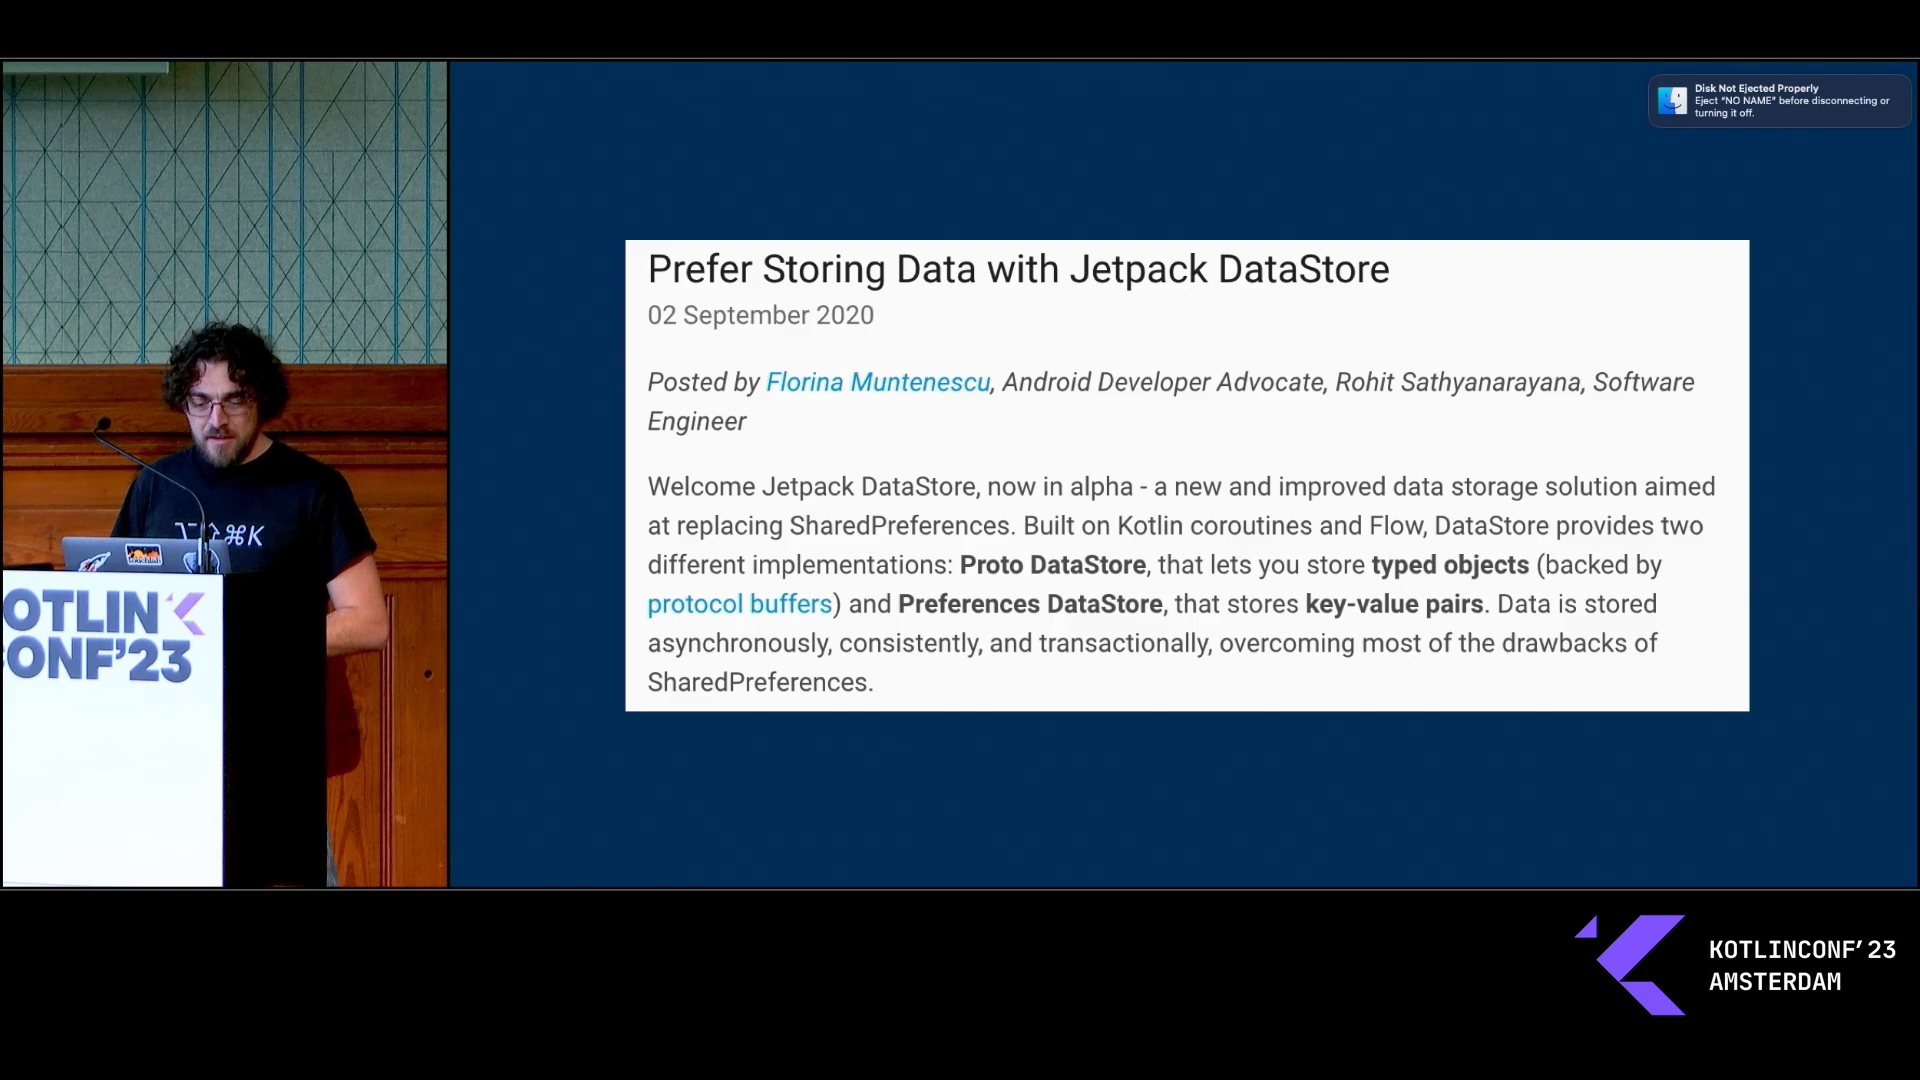 Disk Not Ejected Properly
Eject "NO NAME" before disconnecting or
turning it off.
Prefer Storing Data with Jetpack DataStore
02 September 2020
Posted by Florina Muntenescu, Android Developer Advocate, Rohit Sathyanarayana, Software
Engineer
Welcome Jetpack DataStore, now in alpha - a new and improved data storage solution aimed
at replacing SharedPreferences. Built on Kotlin coroutines and Flow, DataStore provides two
different implementations: Proto DataStore, that lets you store typed objects (backed by
protocol buffers) and Preferences DataStore, that stores key-value pairs. Data is stored
asynchronously, consistently, and transactionally, overcoming most of the drawbacks of
SharedPreferences.
⌘K
touchlab
OTLIN
CONF'23
KOTLINCONF'23
AMSTERDAM